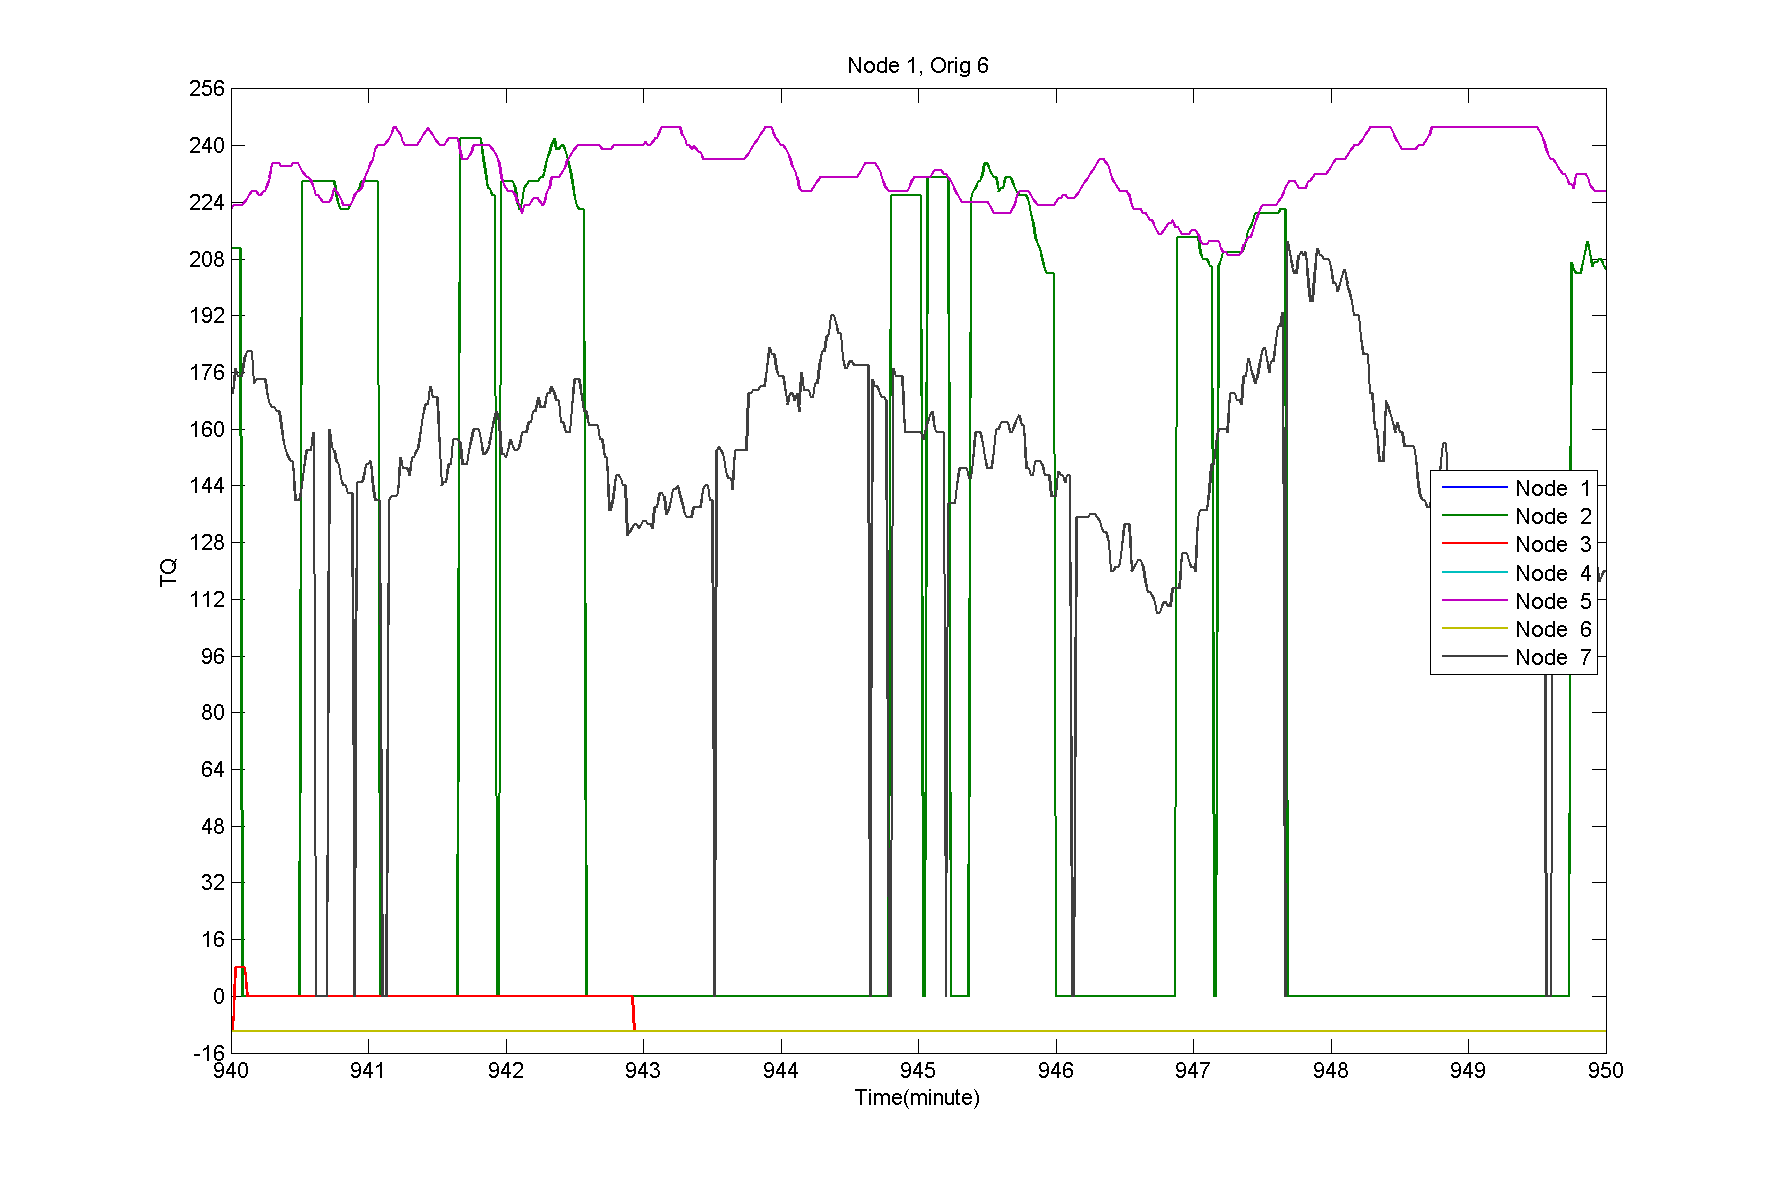 Node 1, Orig 6
256
240
224
208
192
176
160
144
128
112
96
80
64
48
32
16
0
-16
TQ
Node 1
Node 2
Node 3
Node 4
Node 5
Node 6
Node 7
940 941 942 943 944 945 946 947 948 949 950
Time(minute)